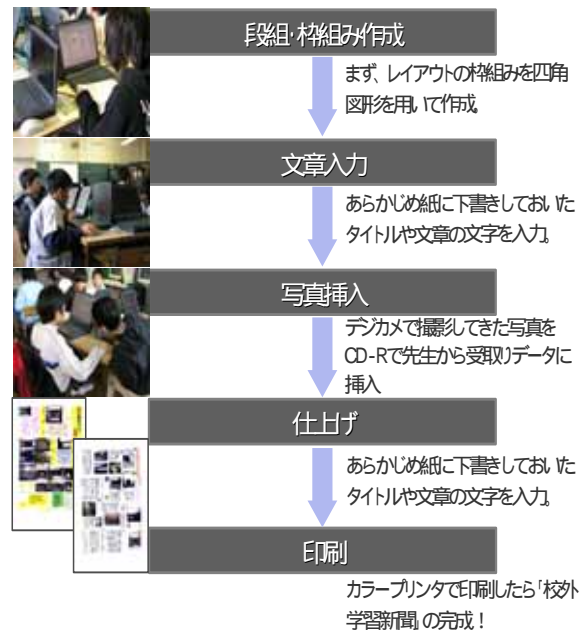 段組・枠組み作成
まず、レイアウトの枠組みを四角
図形を用いて作成。
文章入力
あらかじめ紙に下書きしておいた
タイトルや文章の文字を入力。
写真挿入
デジカメで撮影してきた写真を
CD-Rで先生から受取りデータに
挿入
仕上げ
あらかじめ紙に下書きしておいた
タイトルや文章の文字を入力。
印刷
カラープリンタで印刷したら「校外
学習新聞」の完成！